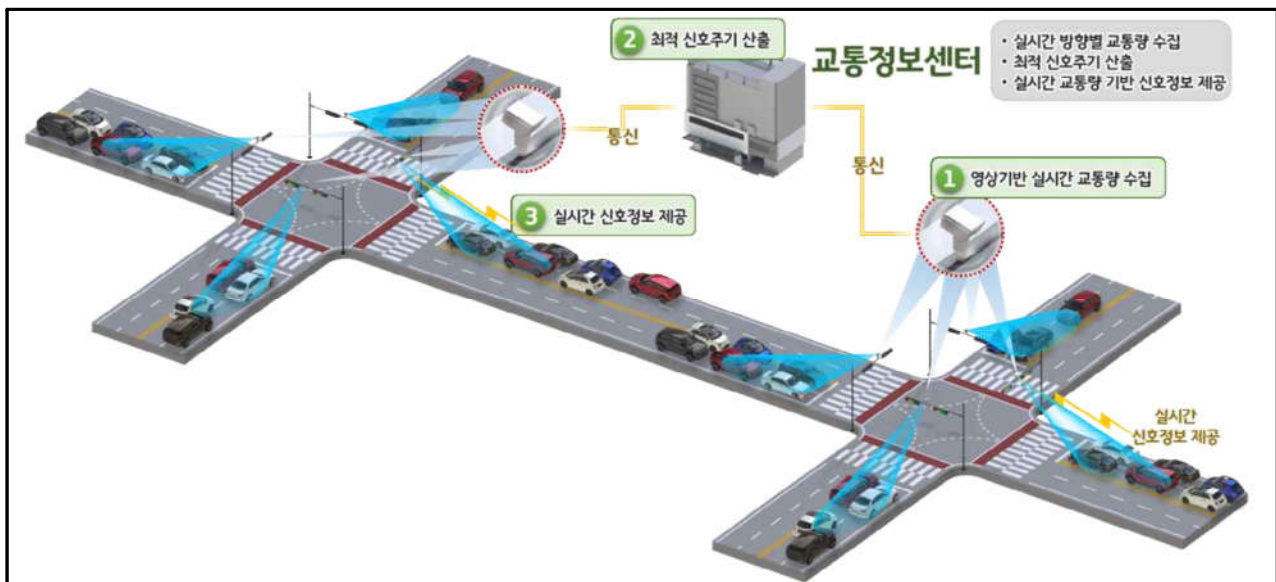 2 최적 신호주기 산출
교통정보센터
· 실시간 방향별 교통량 수집
· 최적 신호주기 산출
· 실시간 교통량 기반 신호정보 제공
통신
통신
1 영상기반 실시간 교통량 수집
3 실시간 신호정보 제공
실시간
신호정보 제공